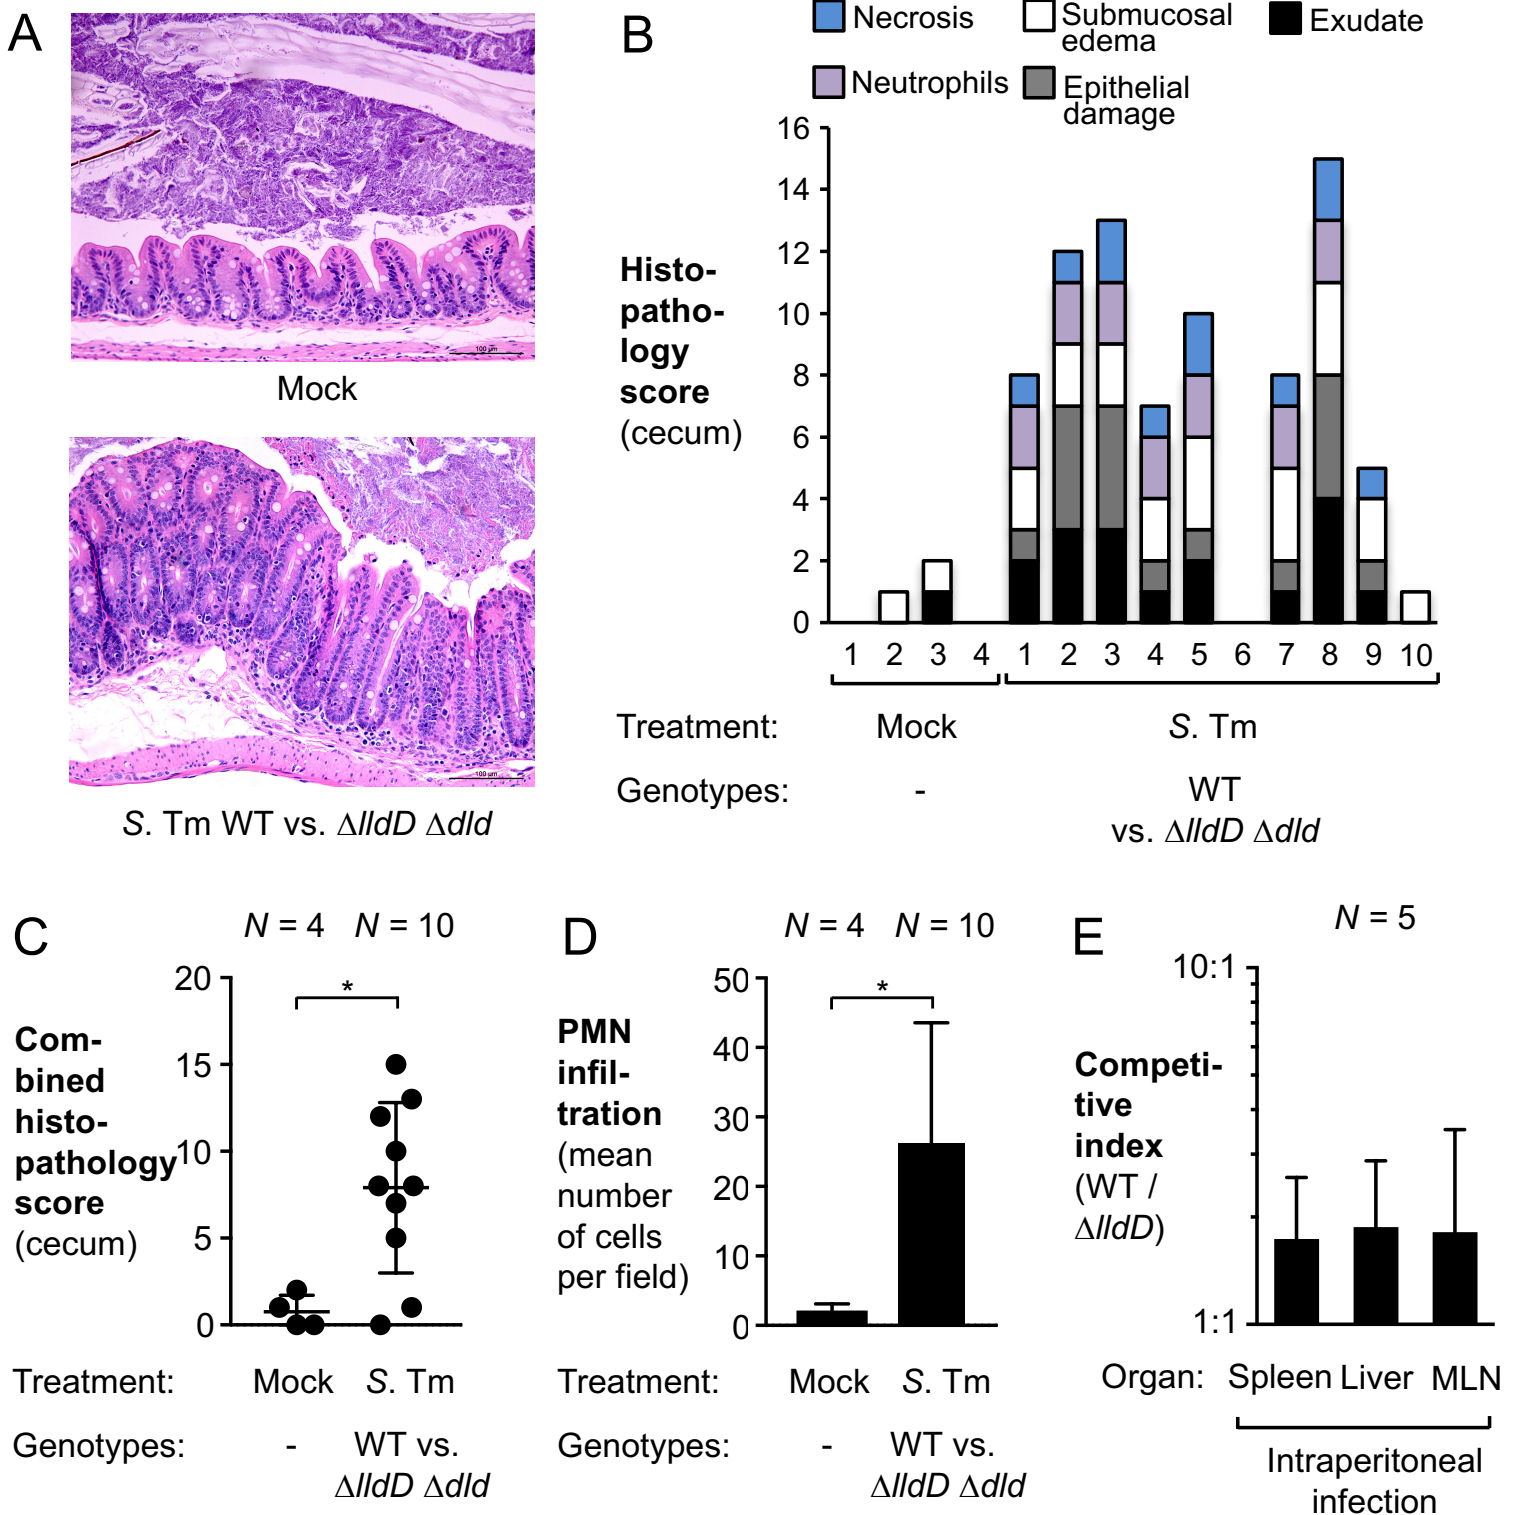 A
100 µm
Mock
100 µm
S. Tm WT vs. ΔlldD Δdld
B
Necrosis
Submucosal
edema
Exudate
Neutrophils
Epithelial
damage
16
14
12
10
8
6
4
2
0
Histo-
patho-
logy
score
(cecum)
1 2 3 4 1 2 3 4 5 6 7 8 9 10
Treatment: Mock S. Tm
Genotypes: - WT
vs. ΔlldD Δdld
C
N = 4 N = 10
20
15
10
5
0
Com-
bined
histo-
pathology
score
(cecum)
*
Treatment: Mock S. Tm
Genotypes: - WT vs.
ΔlldD Δdld
D
N = 4 N = 10
50
40
30
20
10
0
PMN
infil-
tration
(mean
number
of cells
per field)
*
Treatment: Mock S. Tm
Genotypes: - WT vs.
ΔlldD Δdld
E
N = 5
10:1
1:1
Competi-
tive
index
(WT /
ΔlldD)
Organ: Spleen Liver MLN
Intraperitoneal
infection